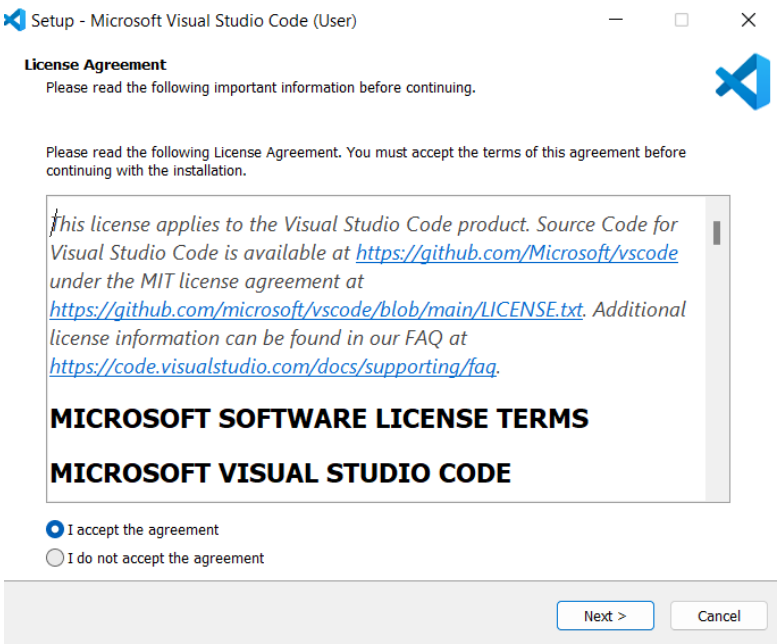 Setup - Microsoft Visual Studio Code (User)
License Agreement
Please read the following important information before continuing.
Please read the following License Agreement. You must accept the terms of this agreement before
continuing with the installation.
This license applies to the Visual Studio Code product. Source Code for
Visual Studio Code is available at https://github.com/Microsoft/vscode
under the MIT license agreement at
https://github.com/microsoft/vscode/blob/main/LICENSE.txt. Additional
license information can be found in our FAQ at
https://code.visualstudio.com/docs/supporting/faq.
MICROSOFT SOFTWARE LICENSE TERMS
MICROSOFT VISUAL STUDIO CODE
I accept the agreement
I do not accept the agreement
Next >
Cancel